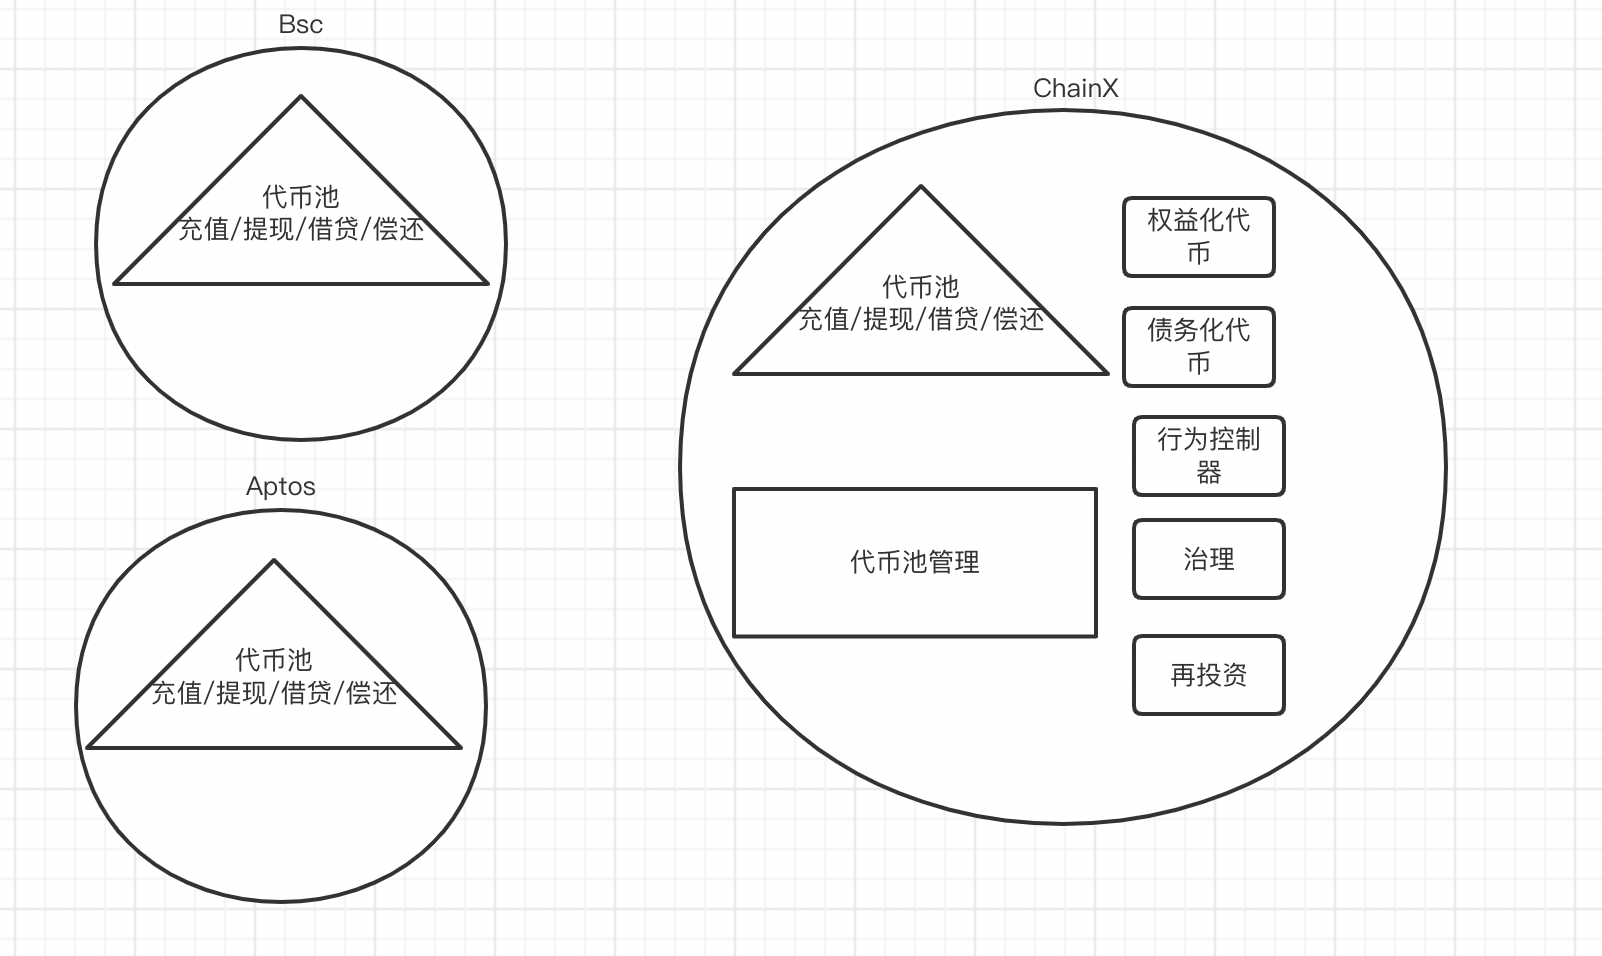 Bsc
代币池
充值/提现/借贷/偿还
Aptos
代币池
充值/提现/借贷/偿还
ChainX
代币池
充值/提现/借贷/偿还
代币池管理
权益化代
币
债务化代
币
行为控制
器
治理
再投资